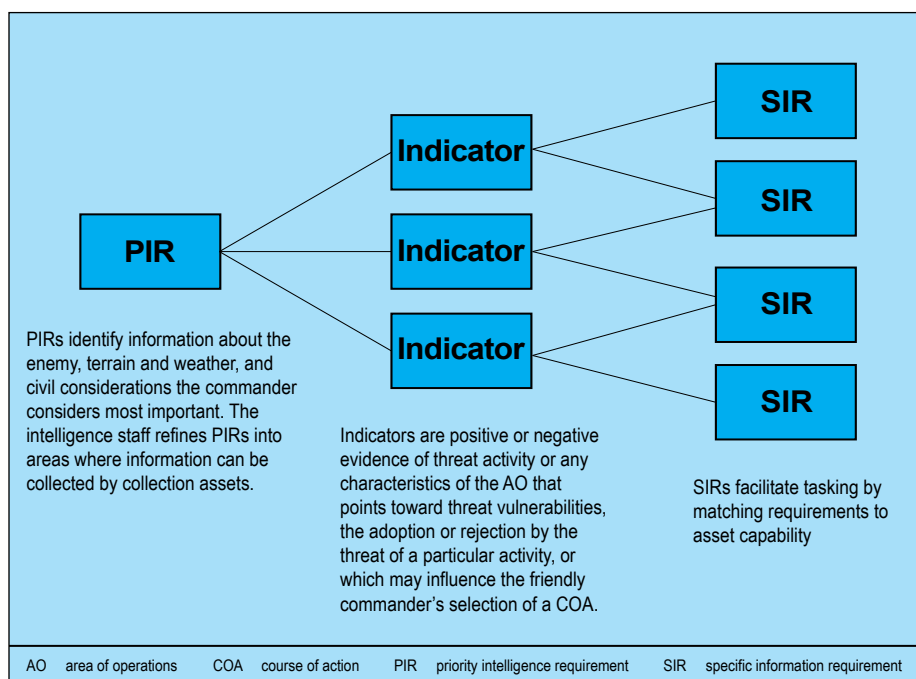 PIR
Indicator
Indicator
Indicator
SIR
SIR
SIR
SIR
PIRs identify information about the
enemy, terrain and weather, and
civil considerations the commander
considers most important. The
intelligence staff refines PIRs into
areas where information can be
collected by collection assets.
Indicators are positive or negative
evidence of threat activity or any
characteristics of the AO that
points toward threat vulnerabilities,
the adoption or rejection by the
threat of a particular activity, or
which may influence the friendly
commander’s selection of a COA.
SIRs facilitate tasking by
matching requirements to
asset capability
AO area of operations COA course of action PIR priority intelligence requirement SIR specific information requirement